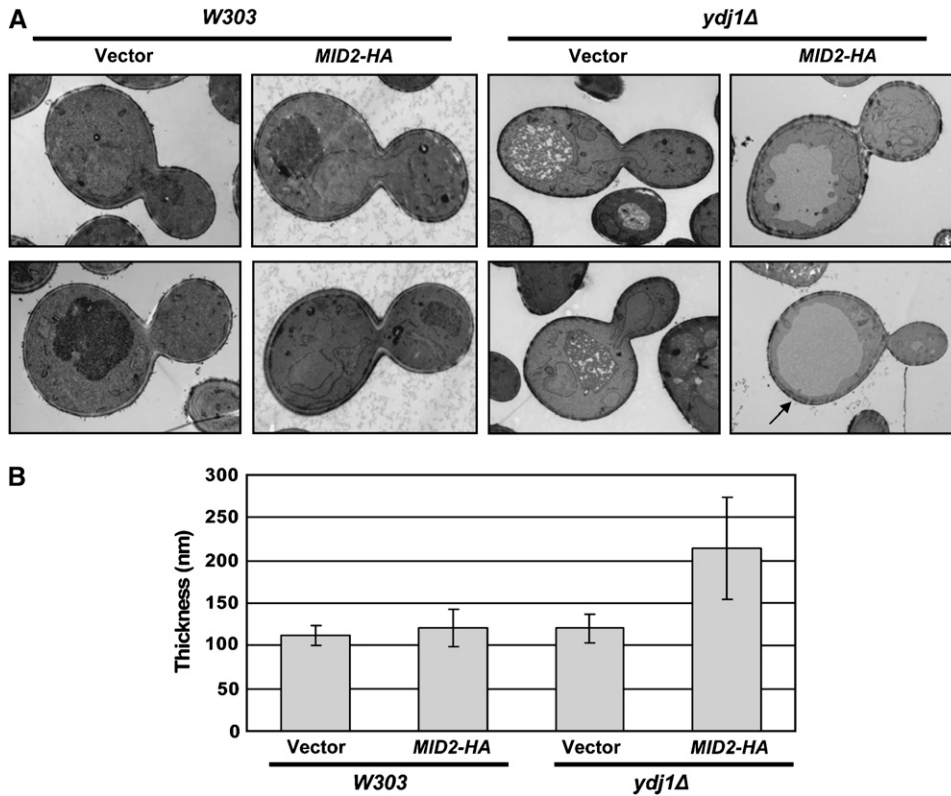 A
W303
ydj1Δ
Vector
MID2-HA
Vector
MID2-HA
B
Thickness (nm)
300
250
200
150
100
50
0
Vector
MID2-HA
Vector
MID2-HA
W303
ydj1Δ